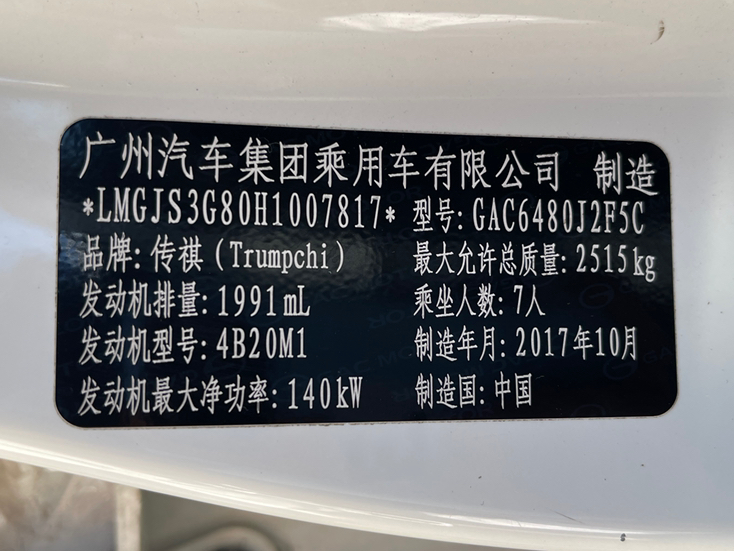 广州汽车集团乘用车有限公司 制造
*LMGJS3G80H1007817* 型号: GAC6480J2F5C
品牌: 传祺 (Trumpchi) 最大允许总质量: 2515kg
发动机排量: 1991mL 乘坐人数: 7人
发动机型号: 4B20M1 制造年月: 2017年10月
发动机最大净功率: 140kW 制造国: 中国